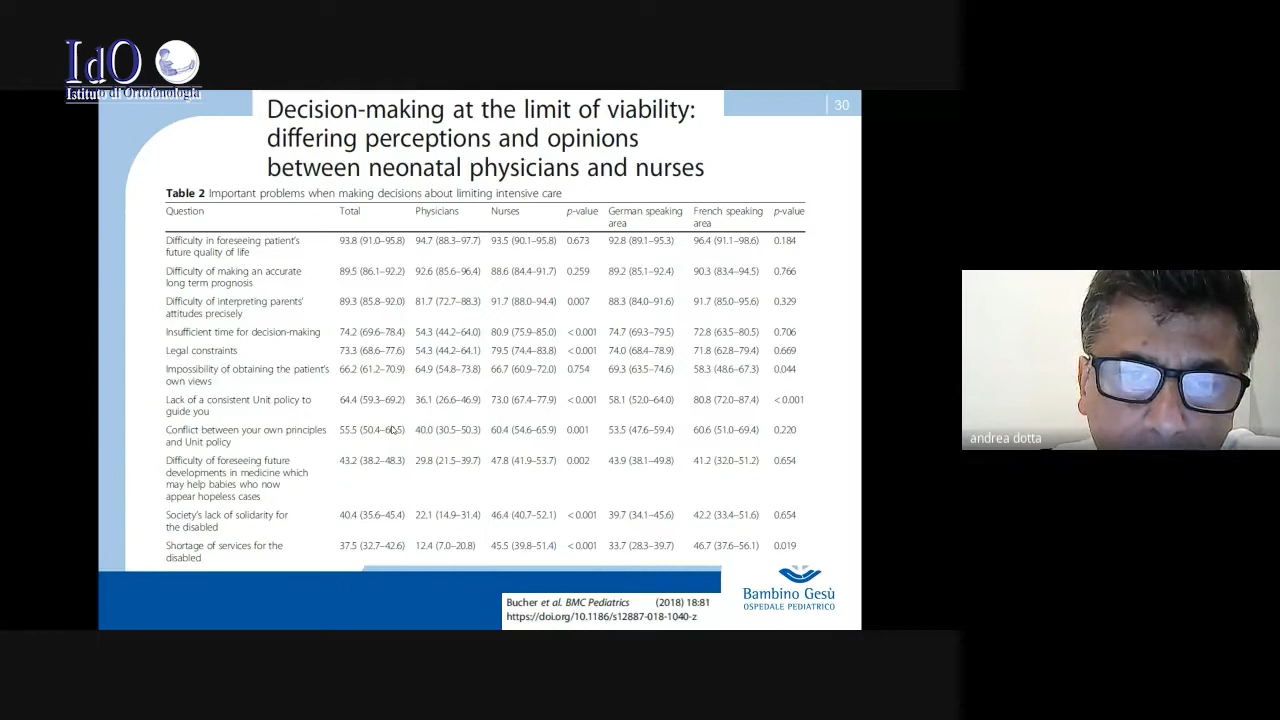 IdO
Istituto di Ortofonologia
30
Decision-making at the limit of viability:
differing perceptions and opinions
between neonatal physicians and nurses
Table 2 Important problems when making decisions about limiting intensive care
Question Total Physicians Nurses p-value German speaking area French speaking area p-value
Difficulty in foreseeing patient's future quality of life 93.8 (91.0–95.8) 94.7 (88.3–97.7) 93.5 (90.1–95.8) 0.673 92.8 (89.1–95.3) 96.4 (91.1–98.6) 0.184
Difficulty of making an accurate long term prognosis 89.5 (86.1–92.2) 92.6 (85.6–96.4) 88.6 (84.4–91.7) 0.259 89.2 (85.1–92.4) 90.3 (83.4–94.5) 0.766
Difficulty of interpreting parents' attitudes precisely 89.3 (85.8–92.0) 81.7 (72.7–88.3) 91.7 (88.0–94.4) 0.007 88.3 (84.0–91.6) 91.7 (85.0–95.6) 0.329
Insufficient time for decision-making 74.2 (69.6–78.4) 54.3 (44.2–64.0) 80.9 (75.9–85.0) < 0.001 74.7 (69.3–79.5) 72.8 (63.5–80.5) 0.706
Legal constraints 73.3 (68.6–77.6) 54.3 (44.2–64.1) 79.5 (74.4–83.8) < 0.001 74.0 (68.4–78.9) 71.8 (62.8–79.4) 0.669
Impossibility of obtaining the patient's own views 66.2 (61.2–70.9) 64.9 (54.8–73.8) 66.7 (60.9–72.0) 0.754 69.3 (63.5–74.6) 58.3 (48.6–67.3) 0.044
Lack of a consistent Unit policy to guide you 64.4 (59.3–69.2) 36.1 (26.6–46.9) 73.0 (67.4–77.9) < 0.001 58.1 (52.0–64.0) 80.8 (72.0–87.4) < 0.001
Conflict between your own principles and Unit policy 55.5 40.0 (30.5–50.3) 60.4 (54.6–65.9) 0.001 53.5 (47.6–59.4) 60.6 (51.0–69.4) 0.220
Difficulty of foreseeing future developments in medicine which may help babies who now appear hopeless cases 43.2 (38.2–48.3) 29.8 (21.5–39.7) 47.8 (41.9–53.7) 0.002 43.9 (38.1–49.8) 41.2 (32.0–51.2) 0.654
Society's lack of solidarity for the disabled 40.4 (35.6–45.4) 22.1 (14.9–31.4) 46.4 (40.7–52.1) < 0.001 39.7 (34.1–45.6) 42.2 (33.4–51.6) 0.654
Shortage of services for the disabled 37.5 (32.7–42.6) 12.4 (7.0–20.8) 45.5 (39.8–51.4) < 0.001 33.7 (28.3–39.7) 46.7 (37.6–56.1) 0.019
Bucher et al. BMC Pediatrics (2018) 18:81
https://doi.org/10.1186/s12887-018-1040-z
Bambino Gesù
OSPEDALE PEDIATRICO
andrea dotta